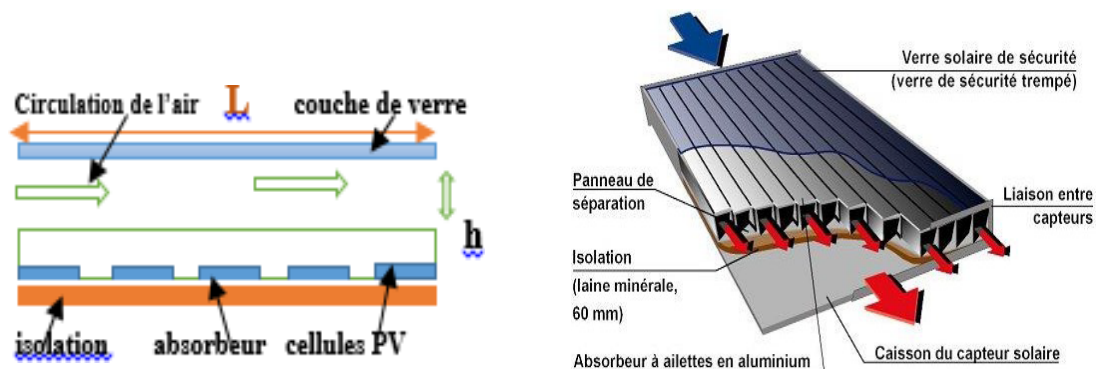 Circulation de l'air
L
couche de verre
h
isolation
absorbeur
cellules PV
Verre solaire de sécurité
(verre de sécurité trempé)
Panneau de
séparation
Liaison entre
capteurs
Isolation
(laine minérale,
60 mm)
Absorbeur à ailettes en aluminium
Caisson du capteur solaire